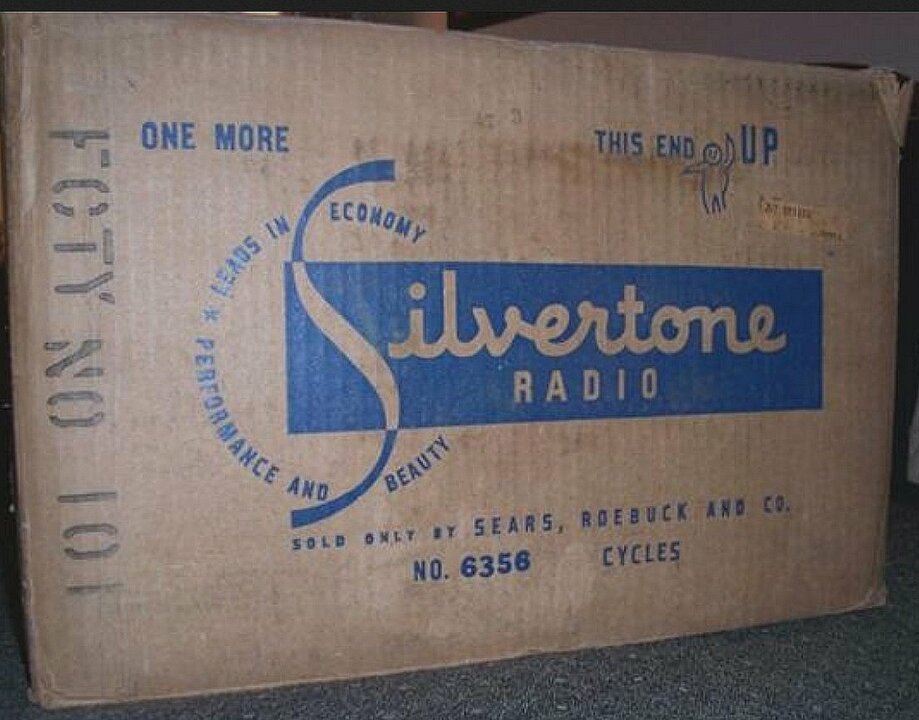 ONE MORE
THIS END UP
LEADS IN ECONOMY
Silvertone
RADIO
* PERFORMANCE AND BEAUTY
SOLD ONLY BY SEARS, ROEBUCK AND CO.
NO. 6356 CYCLES
FCTY NO 101